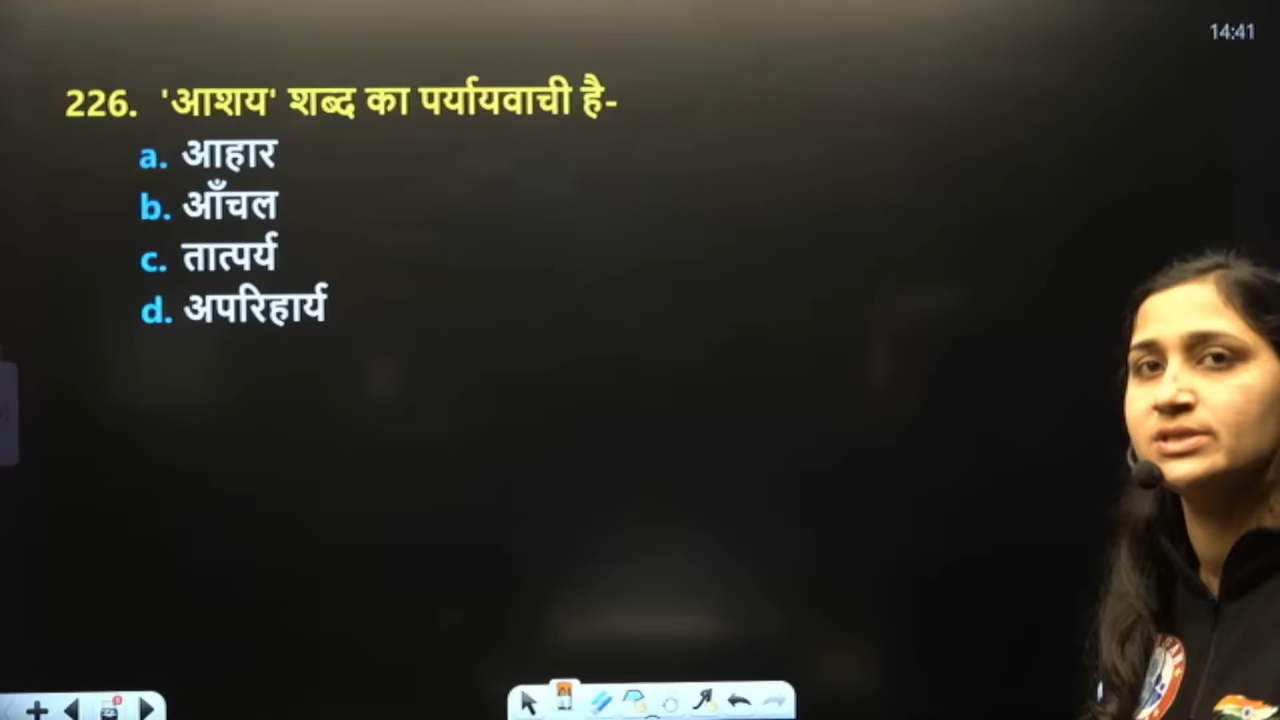 14:41
226. 'आशय' शब्द का पर्यायवाची है-
a. आहार
b. आँचल
c. तात्पर्य
d. अपरिहार्य